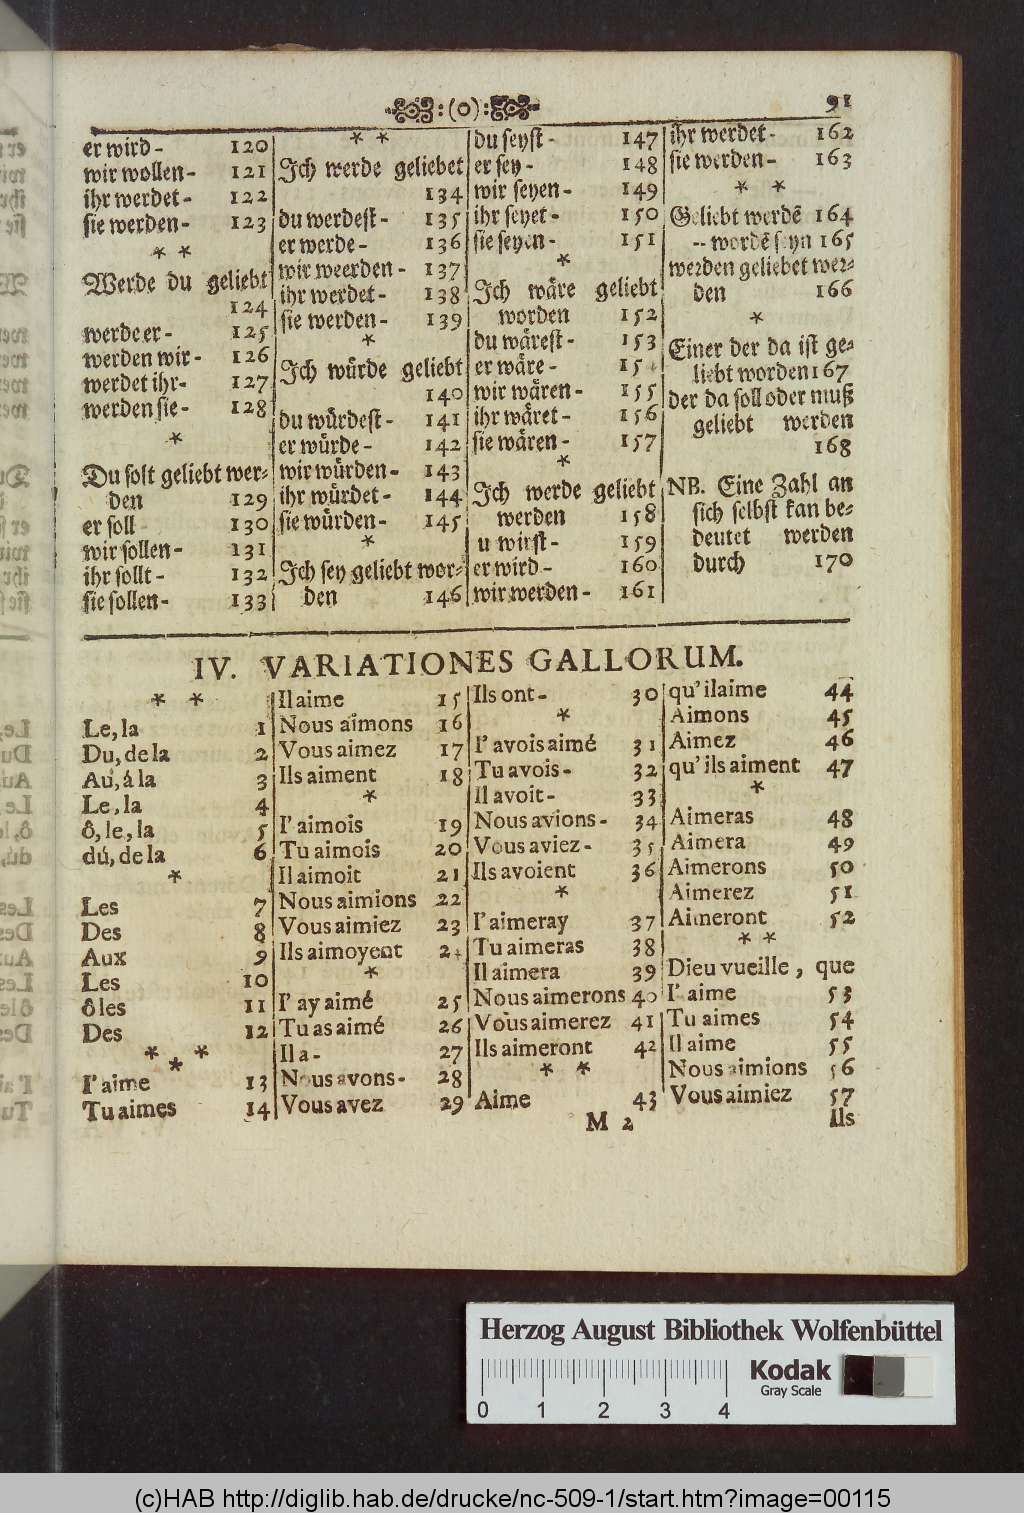 :(o): 91
er wird- 120
wir wollen- 121
ihr werdet- 122
sie werden- 123
* *
Werde du geliebt
124
werde er- 125
werden wir- 126
werdet ihr- 127
werden sie- 128
*
Du solt geliebt wer-
den 129
er soll 130
wir sollen- 131
ihr sollt- 132
sie sollen- 133
* *
Ich werde geliebet
134
du werdest- 135
er werde- 136
wir weerden- 137
ihr werdet- 138
sie werden- 139
*
Ich würde geliebt
140
du würdest- 141
er würde- 142
wir würden- 143
ihr würdet- 144
sie würden- 145
*
Ich sey geliebt wor-
den 146
du seyst- 147
er sey- 148
wir seyen- 149
ihr seyet- 150
sie seyen- 151
*
Ich wäre geliebt
worden 152
du wärest- 153
er wäre- 15
wir wären- 155
ihr wäret- 156
sie wären- 157
*
Ich werde geliebt
werden 158
u wirst- 159
er wird- 160
wir werden- 161
ihr werdet- 162
sie werden- 163
* *
Geliebt werdē 164
-- wordē seyn 165
werden geliebet wer-
den 166
*
Einer der da ist ge-
liebt worden 167
der da soll oder muß
geliebt werden
168
NB. Eine Zahl an
sich selbst kan be-
deutet werden
durch 170
IV. VARIATIONES GALLORUM.
* *
Le, la 1
Du, de la 2
Au, á la 3
Le, la 4
ô, le, la 5
dú, de la 6
*
Les 7
Des 8
Aux 9
Les 10
ô les 11
Des 12
* * *
I' aime 13
Tu aimes 14
Il aime 15
Nous aimons 16
Vous aimez 17
Ils aiment 18
*
I' aimois 19
Tu aimois 20
Il aimoit 21
Nous aimions 22
Vous aimiez 23
Ils aimoyent 24
*
I' ay aimé 25
Tu as aimé 26
Il a- 27
Nous avons- 28
Vous avez 29
Ils ont- 30
*
I' avois aimé 31
Tu avois- 32
Il avoit- 33
Nous avions- 34
Vous aviez- 35
Ils avoient 36
*
I' aimeray 37
Tu aimeras 38
Il aimera 39
Nous aimerons 40
Vous aimerez 41
Ils aimeront 42
* *
Aime 43
qu' il aime 44
Aimons 45
Aimez 46
qu' ils aiment 47
*
Aimeras 48
Aimera 49
Aimerons 50
Aimerez 51
Aimeront 52
* *
Dieu vueille, que
I' aime 53
Tu aimes 54
Il aime 55
Nous aimions 56
Vous aimiez 57
M 2 Ils
Herzog August Bibliothek Wolfenbüttel
Kodak
Gray Scale
0 1 2 3 4
(c)HAB http://diglib.hab.de/drucke/nc-509-1/start.htm?image=00115